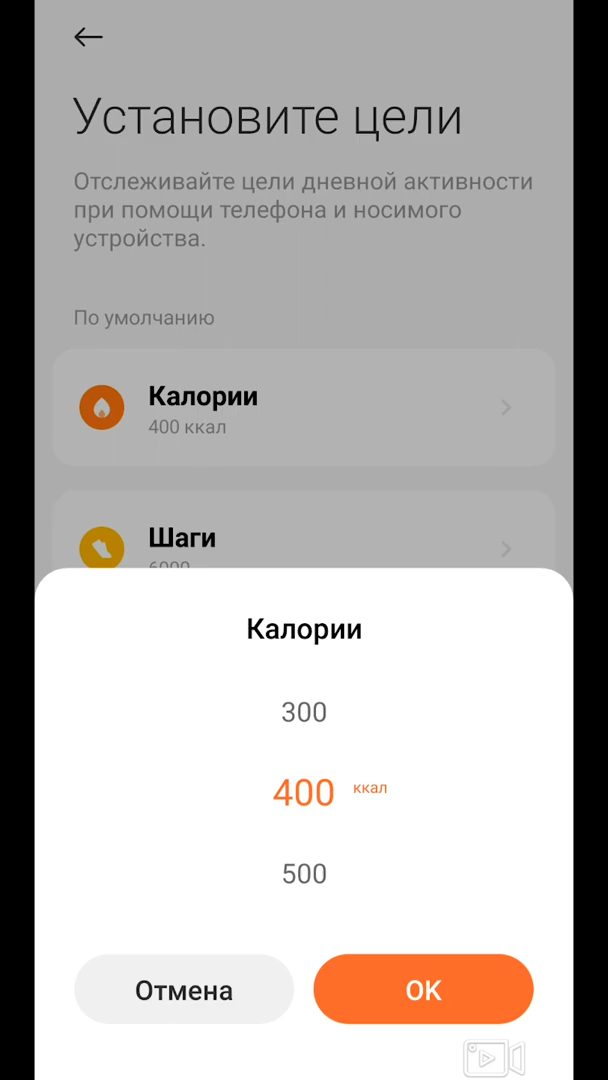 Установите цели
Отслеживайте цели дневной активности
при помощи телефона и носимого
устройства.
По умолчанию
Калории
400 ккал
Шаги
6000
Калории
300
400 ккал
500
Отмена
OK